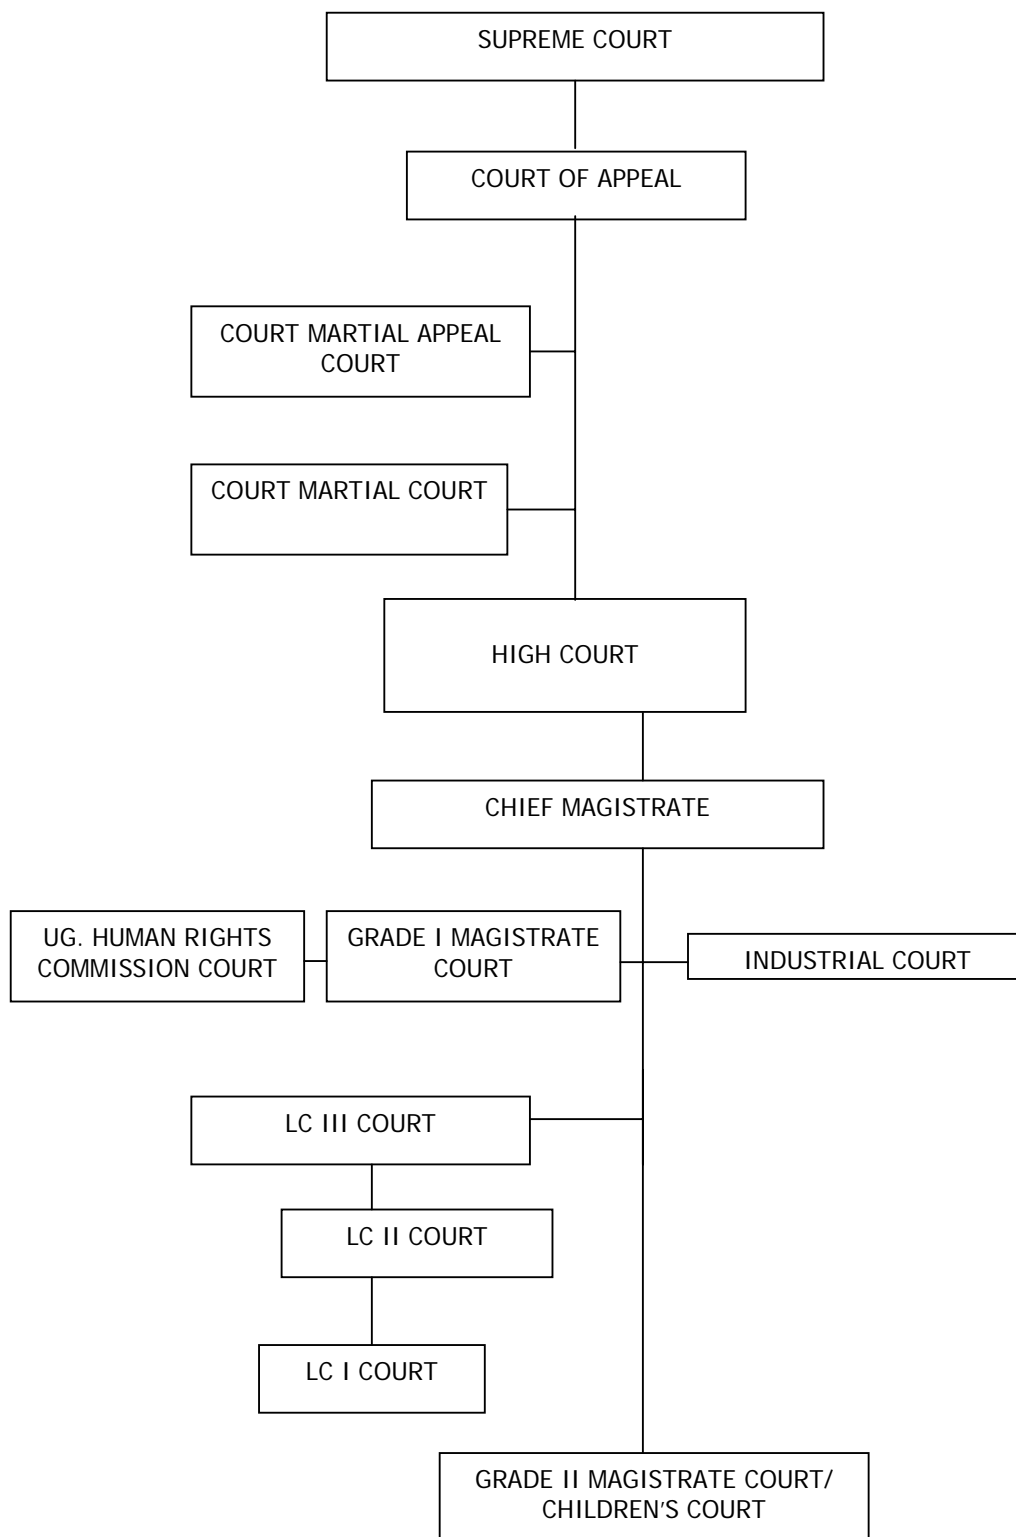 SUPREME COURT
COURT OF APPEAL
COURT MARTIAL APPEAL
COURT
COURT MARTIAL COURT
HIGH COURT
CHIEF MAGISTRATE
UG. HUMAN RIGHTS
COMMISSION COURT
GRADE I MAGISTRATE
COURT
INDUSTRIAL COURT
LC III COURT
LC II COURT
LC I COURT
GRADE II MAGISTRATE COURT/
CHILDREN'S COURT